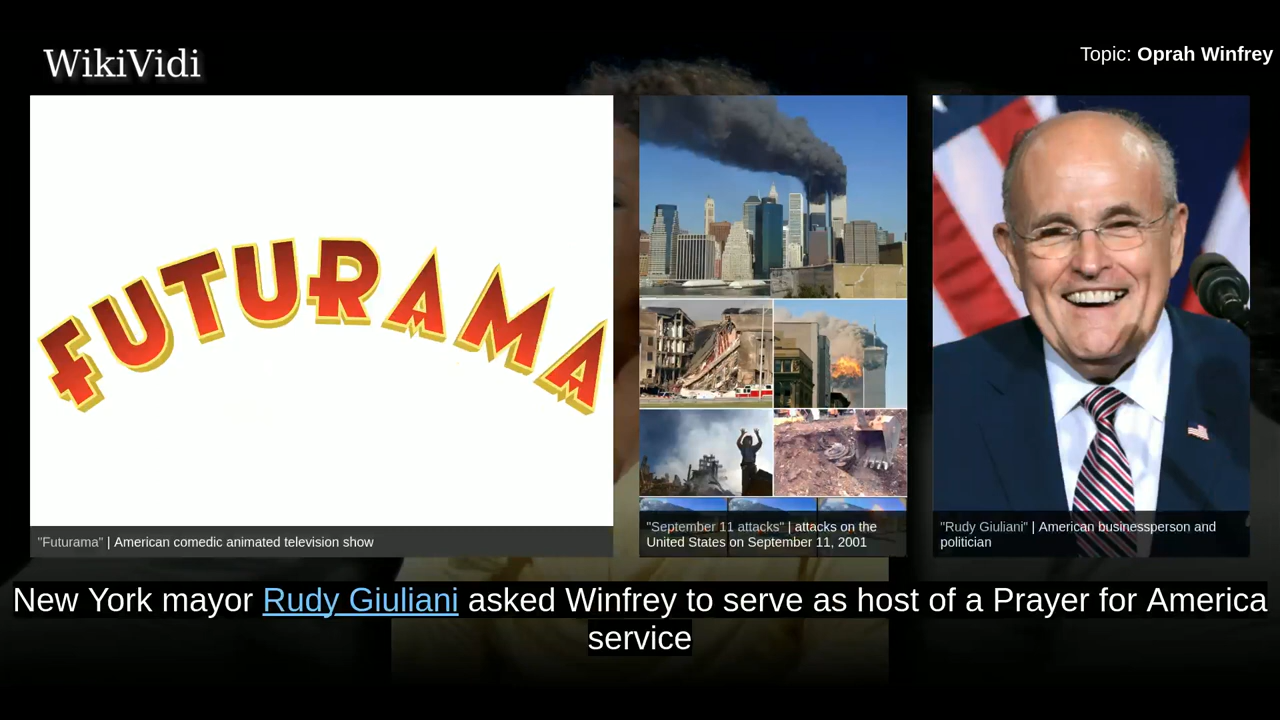 WikiVidi
Topic: Oprah Winfrey
FUTURAMA
"Futurama" | American comedic animated television show
"September 11 attacks" | attacks on the
United States on September 11, 2001
"Rudy Giuliani" | American businessperson and
politician
New York mayor Rudy Giuliani asked Winfrey to serve as host of a Prayer for America
service